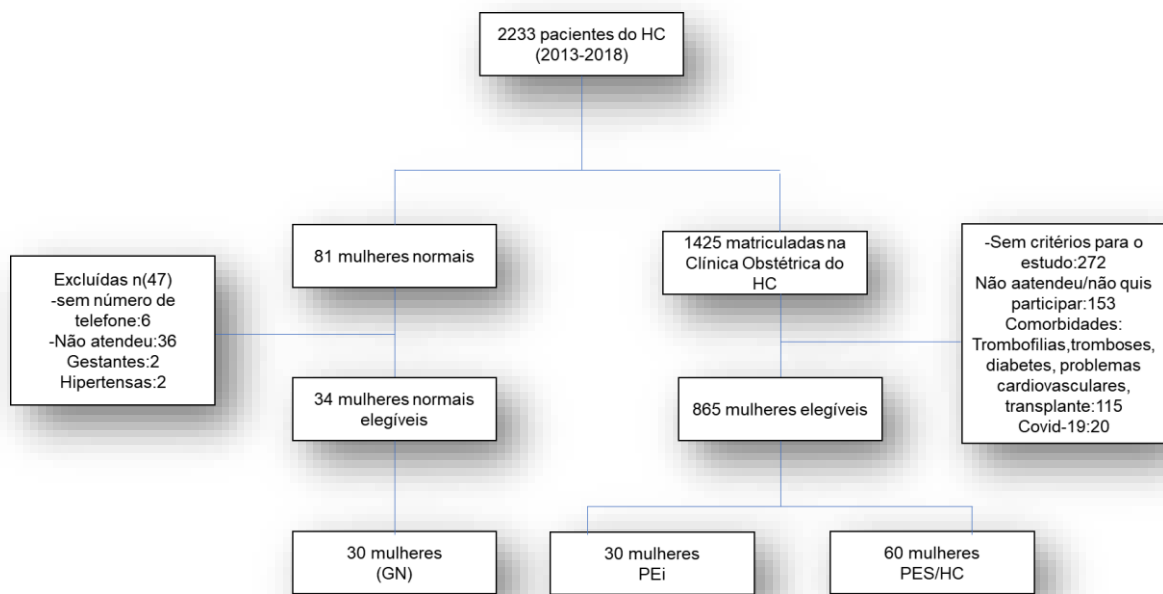 2233 pacientes do HC
(2013-2018)
81 mulheres normais
1425 matriculadas na
Clínica Obstétrica do
HC
Excluídas n(47)
-sem número de
telefone:6
-Não atendeu:36
Gestantes:2
Hipertensas:2
-Sem critérios para o
estudo:272
Não aatendeu/não quis
participar:153
Comorbidades:
Trombofilias,tromboses,
diabetes, problemas
cardiovasculares,
transplante:115
Covid-19:20
34 mulheres normais
elegíveis
865 mulheres elegíveis
30 mulheres
(GN)
30 mulheres
PEi
60 mulheres
PES/HC